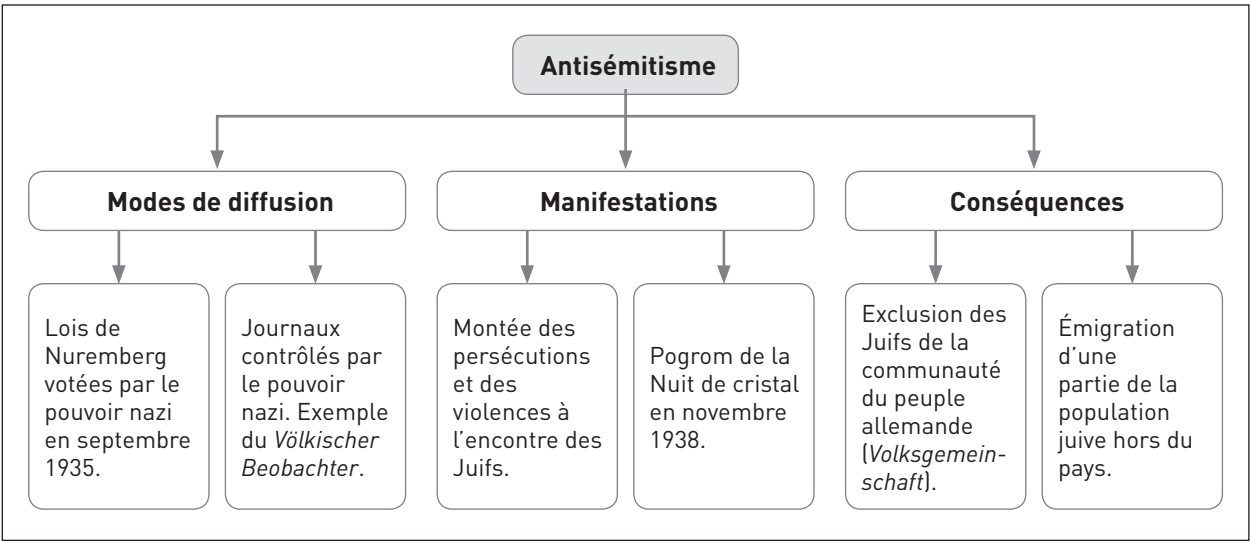 Antisémitisme
Modes de diffusion
Manifestations
Conséquences
Lois de
Nuremberg
votées par le
pouvoir nazi
en septembre
1935.
Journaux
contrôlés par
le pouvoir
nazi. Exemple
du Völkischer
Beobachter.
Montée des
persécutions
et des
violences à
l'encontre des
Juifs.
Pogrom de la
Nuit de cristal
en novembre
1938.
Exclusion des
Juifs de la
communauté
du peuple
allemande
(Volksgemein-
schaft).
Émigration
d'une
partie de la
population
juive hors du
pays.